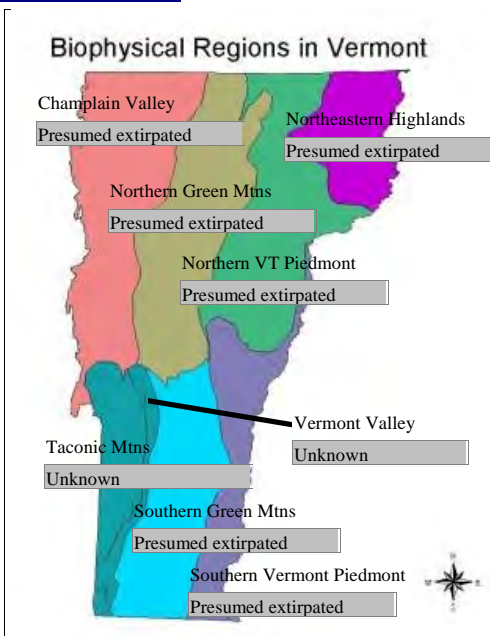 Biophysical Regions in Vermont
Champlain Valley
Presumed extirpated
Northeastern Highlands
Presumed extirpated
Northern Green Mtns
Presumed extirpated
Northern VT Piedmont
Presumed extirpated
Vermont Valley
Unknown
Taconic Mtns
Unknown
Southern Green Mtns
Presumed extirpated
Southern Vermont Piedmont
Presumed extirpated